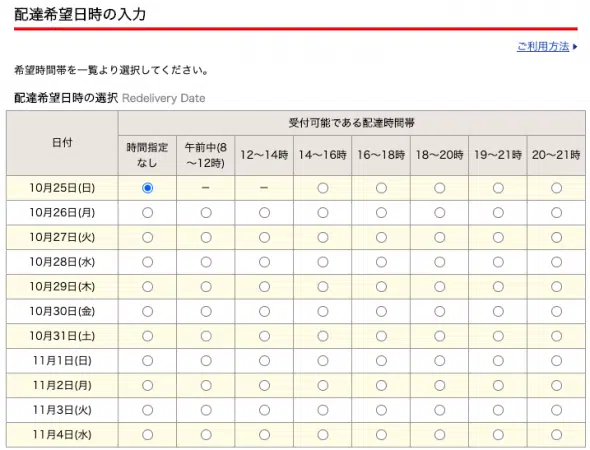 配達希望日時の入力
ご利用方法
希望時間帯を一覧より選択してください。
配達希望日時の選択 Redelivery Date
日付
受付可能である配達時間帯
時間指定
なし
午前中(8
〜12時)
12〜14時
14〜16時
16〜18時
18〜20時
19〜21時
20〜21時
10月25日(日)
–
–
10月26日(月)
10月27日(火)
10月28日(水)
10月29日(木)
10月30日(金)
10月31日(土)
11月1日(日)
11月2日(月)
11月3日(火)
11月4日(水)